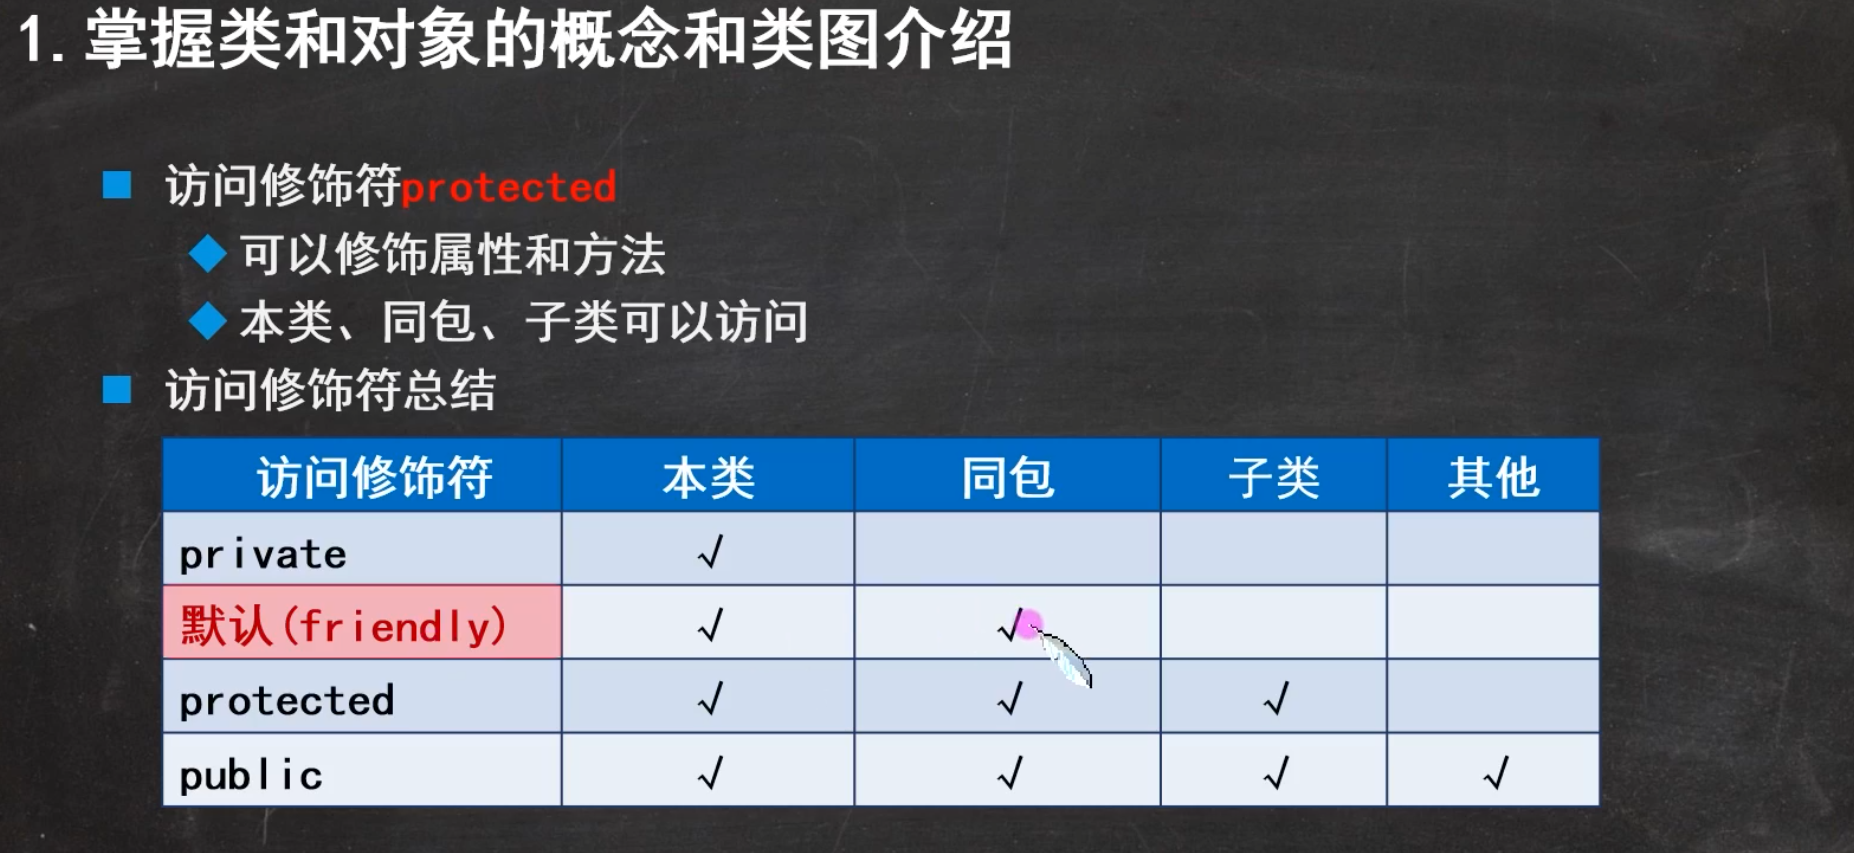 1.掌握类和对象的概念和类图介绍
访问修饰符protected
可以修饰属性和方法
本类、同包、子类可以访问
访问修饰符总结
访问修饰符 本类 同包 子类 其他
private √
默认(friendly) √ √
protected √ √ √
public √ √ √ √